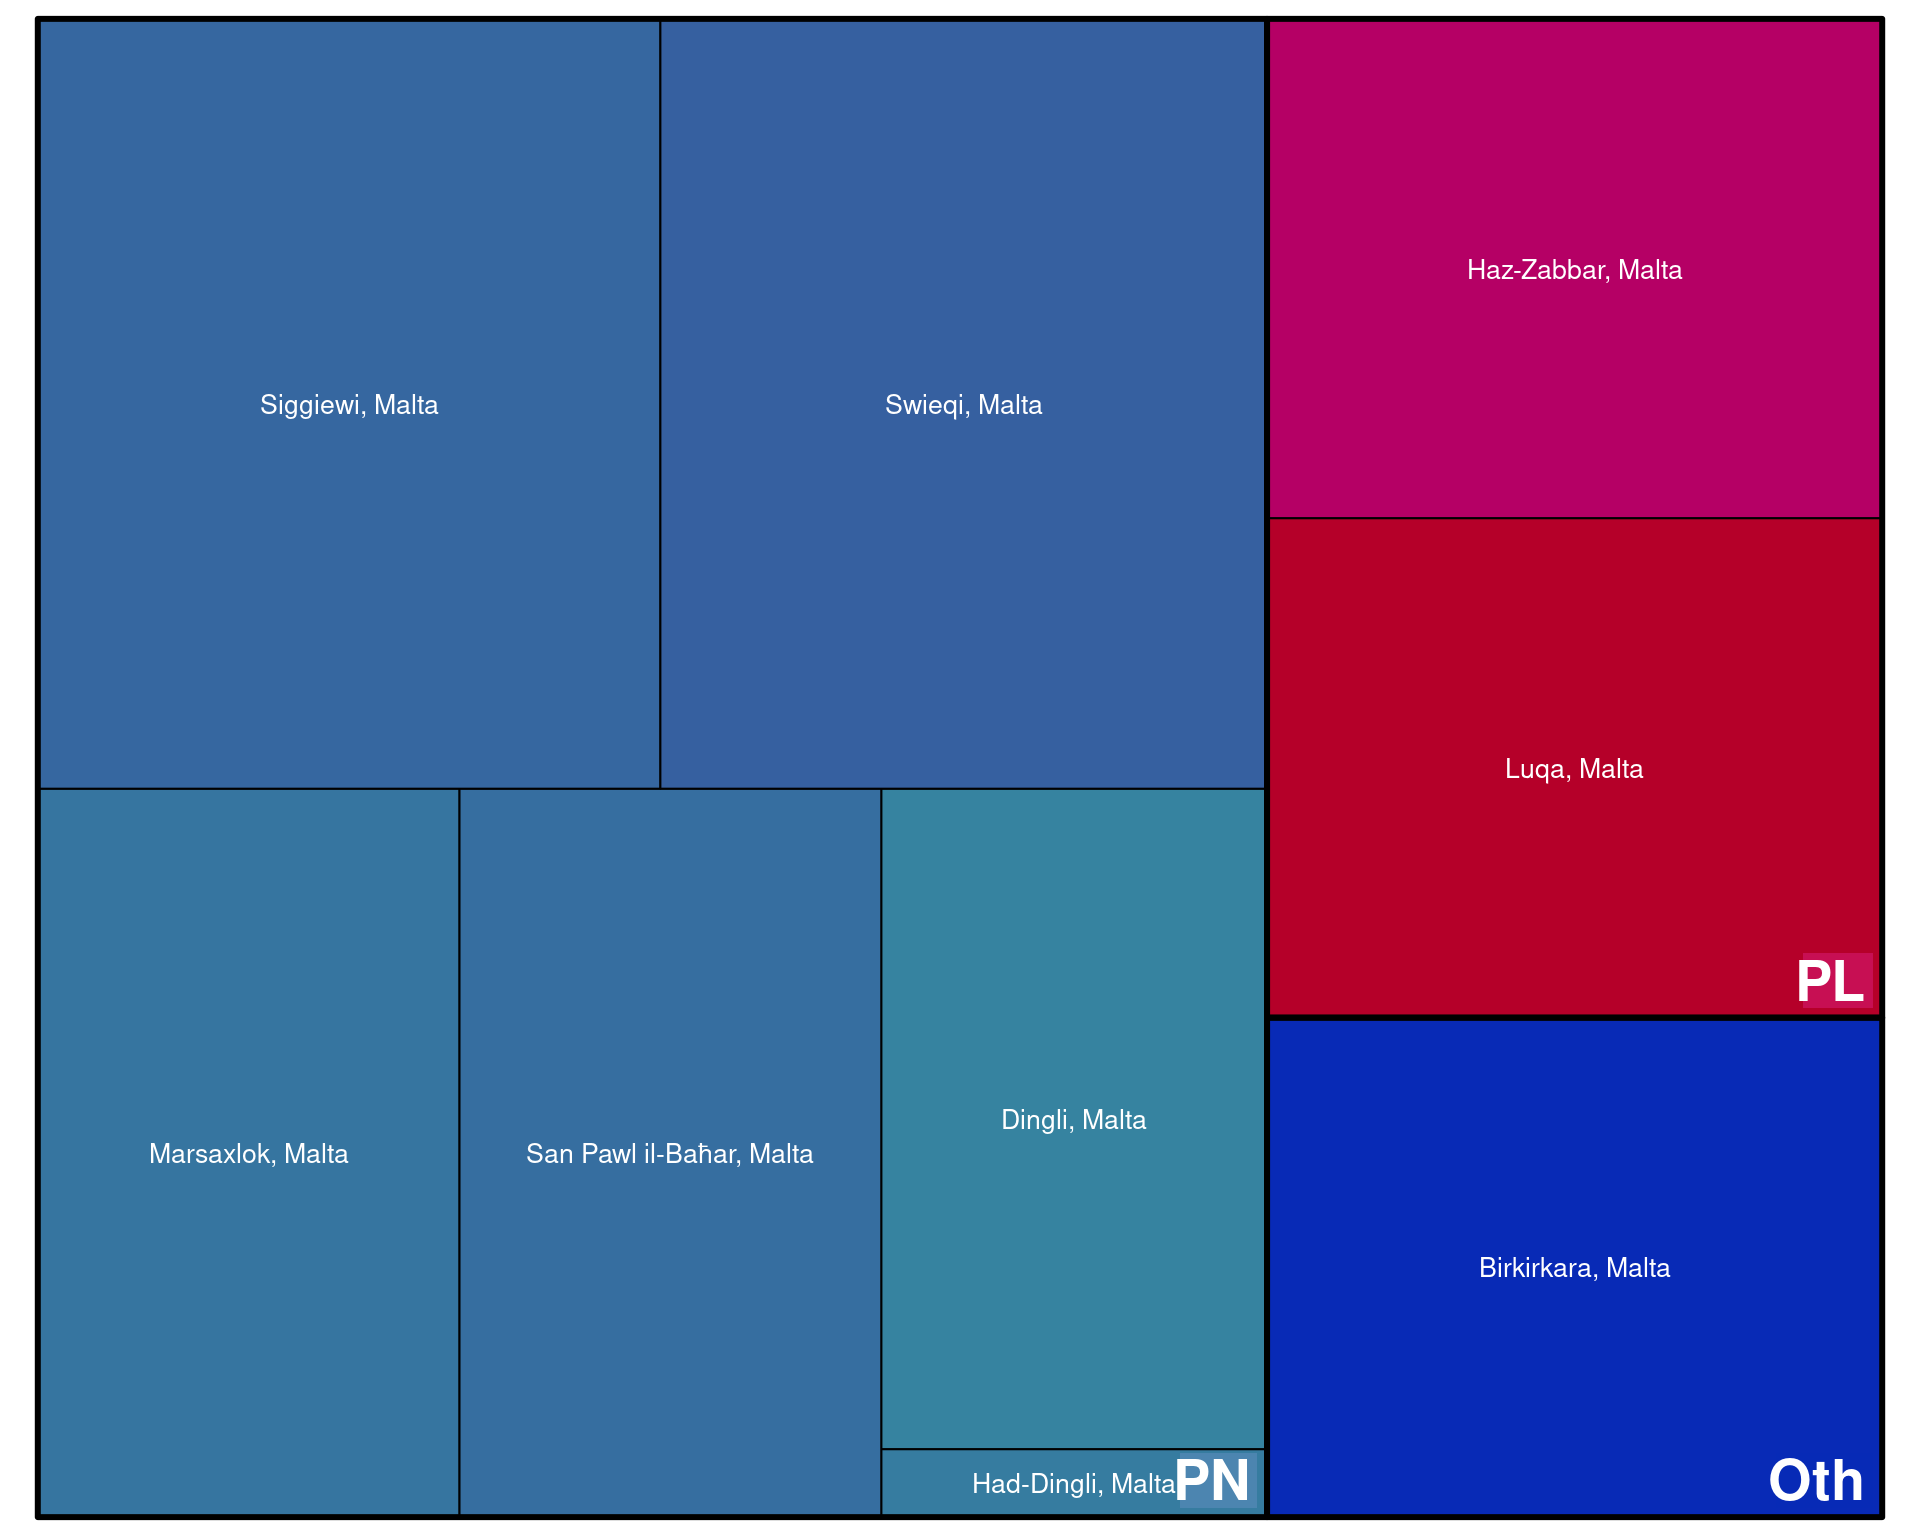 Siggiewi, Malta
Swieqi, Malta
Haz-Zabbar, Malta
Luqa, Malta
PL
Marsaxlok, Malta
San Pawl il-Baħar, Malta
Dingli, Malta
Had-Dingli, Malta
PN
Birkirkara, Malta
Oth